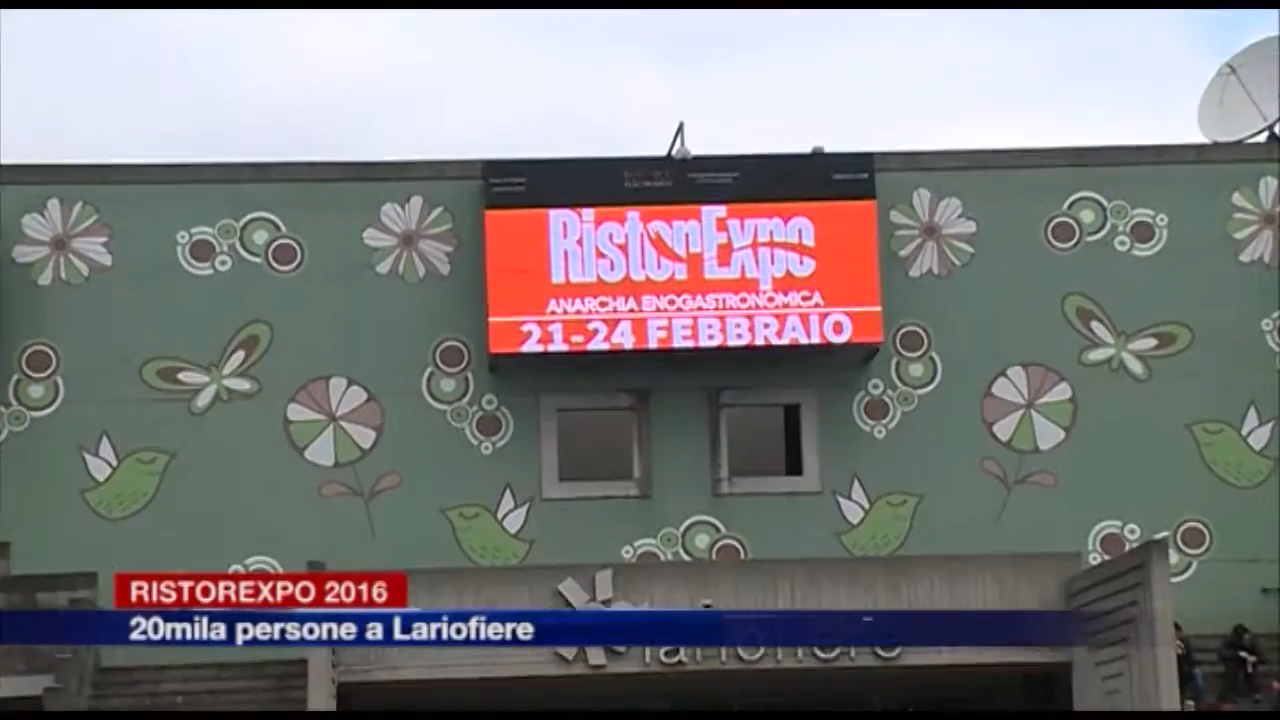 RistorExpo
ANARCHIA ENOGASTRONOMICA
21-24 FEBBRAIO
RISTOREXPO 2016
20mila persone a Lariofiere
lariofiere